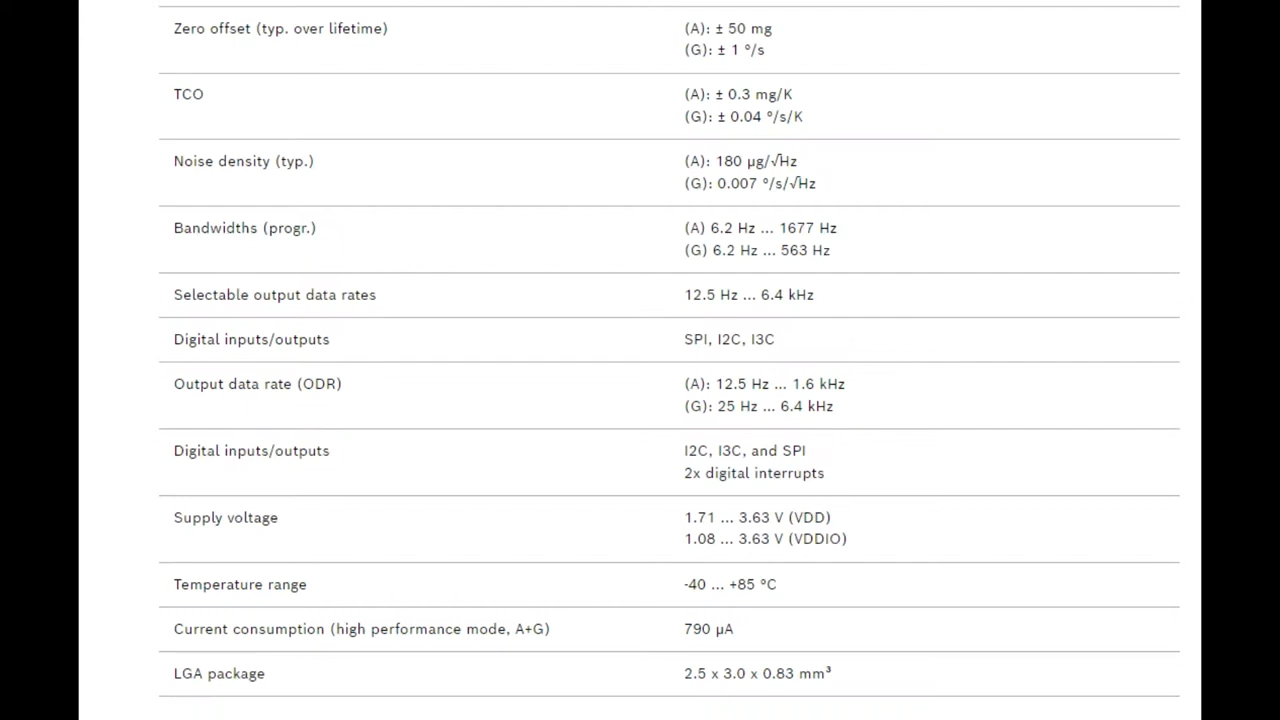 Zero offset (typ. over lifetime) (A): ± 50 mg
(G): ± 1 °/s
TCO (A): ± 0.3 mg/K
(G): ± 0.04 °/s/K
Noise density (typ.) (A): 180 µg/√Hz
(G): 0.007 °/s/√Hz
Bandwidths (progr.) (A) 6.2 Hz ... 1677 Hz
(G) 6.2 Hz ... 563 Hz
Selectable output data rates 12.5 Hz ... 6.4 kHz
Digital inputs/outputs SPI, I2C, I3C
Output data rate (ODR) (A): 12.5 Hz ... 1.6 kHz
(G): 25 Hz ... 6.4 kHz
Digital inputs/outputs I2C, I3C, and SPI
2x digital interrupts
Supply voltage 1.71 ... 3.63 V (VDD)
1.08 ... 3.63 V (VDDIO)
Temperature range -40 ... +85 °C
Current consumption (high performance mode, A+G) 790 µA
LGA package 2.5 x 3.0 x 0.83 mm³